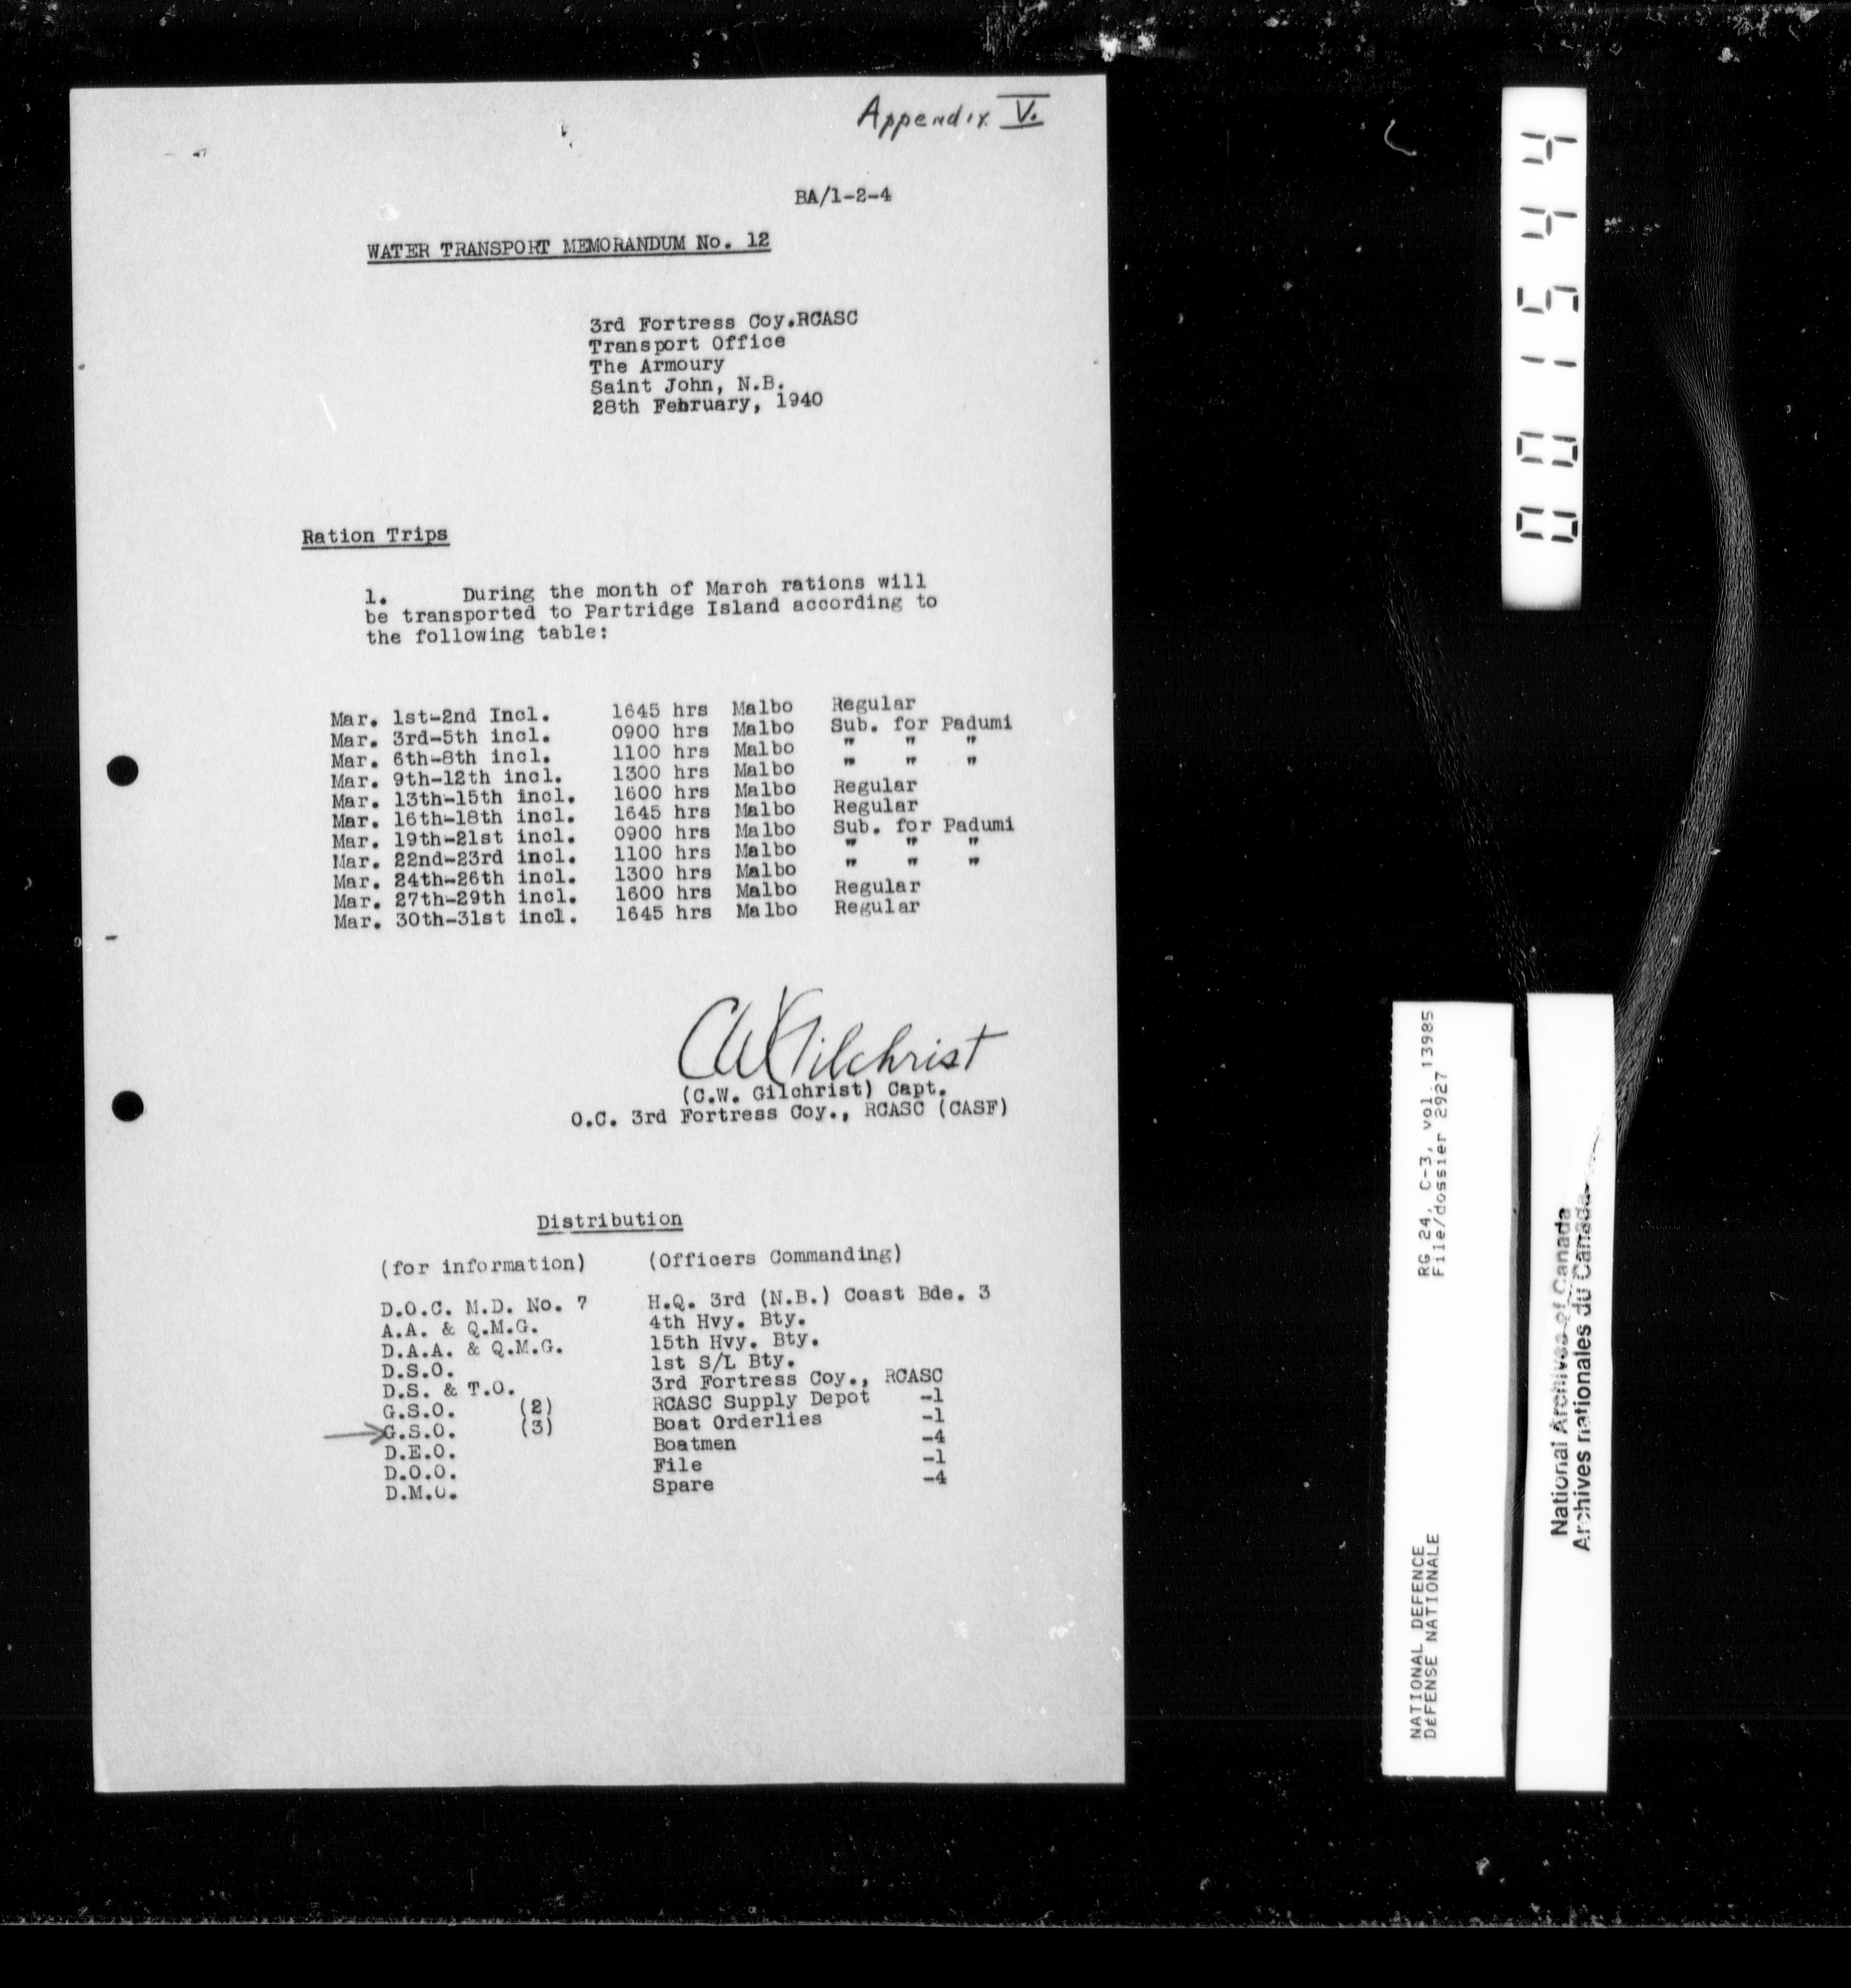 Appendix V.
BA/1-2-4
WATER TRANSPORT MEMORANDUM No. 12
3rd Fortress Coy.RCASC
Transport Office
The Armoury
Saint John, N.B.
28th February, 1940
Ration Trips
1. During the month of March rations will
be transported to Partridge Island according to
the following table:
Mar. 1st-2nd Incl. 1645 hrs Malbo Regular
Mar. 3rd-5th incl. 0900 hrs Malbo Sub. for Padumi
Mar. 6th-8th incl. 1100 hrs Malbo " " "
Mar. 9th-12th incl. 1300 hrs Malbo " " "
Mar. 13th-15th incl. 1600 hrs Malbo Regular
Mar. 16th-18th incl. 1645 hrs Malbo Regular
Mar. 19th-21st incl. 0900 hrs Malbo Sub. for Padumi
Mar. 22nd-23rd incl. 1100 hrs Malbo " " "
Mar. 24th-26th incl. 1300 hrs Malbo " " "
Mar. 27th-29th incl. 1600 hrs Malbo Regular
Mar. 30th-31st incl. 1645 hrs Malbo Regular
CWGilchrist
(C.W. Gilchrist) Capt.
O.C. 3rd Fortress Coy., RCASC (CASF)
Distribution
(for information) (Officers Commanding)
D.O.C. M.D. No. 7 H.Q. 3rd (N.B.) Coast Bde. 3
A.A. & Q.M.G. 4th Hvy. Bty.
D.A.A. & Q.M.G. 15th Hvy. Bty.
D.S.O. 1st S/L Bty.
D.S. & T.O. 3rd Fortress Coy., RCASC
G.S.O. (2) RCASC Supply Depot -1
G.S.O. (3) Boat Orderlies -1
D.E.O. Boatmen -4
D.O.O. File -1
D.M.O. Spare -4
001544
RG 24, C-3, vol. 13985
File/dossier 2927
NATIONAL DEFENCE
DÉFENSE NATIONALE
National Archives of Canada
Archives nationales du Canada